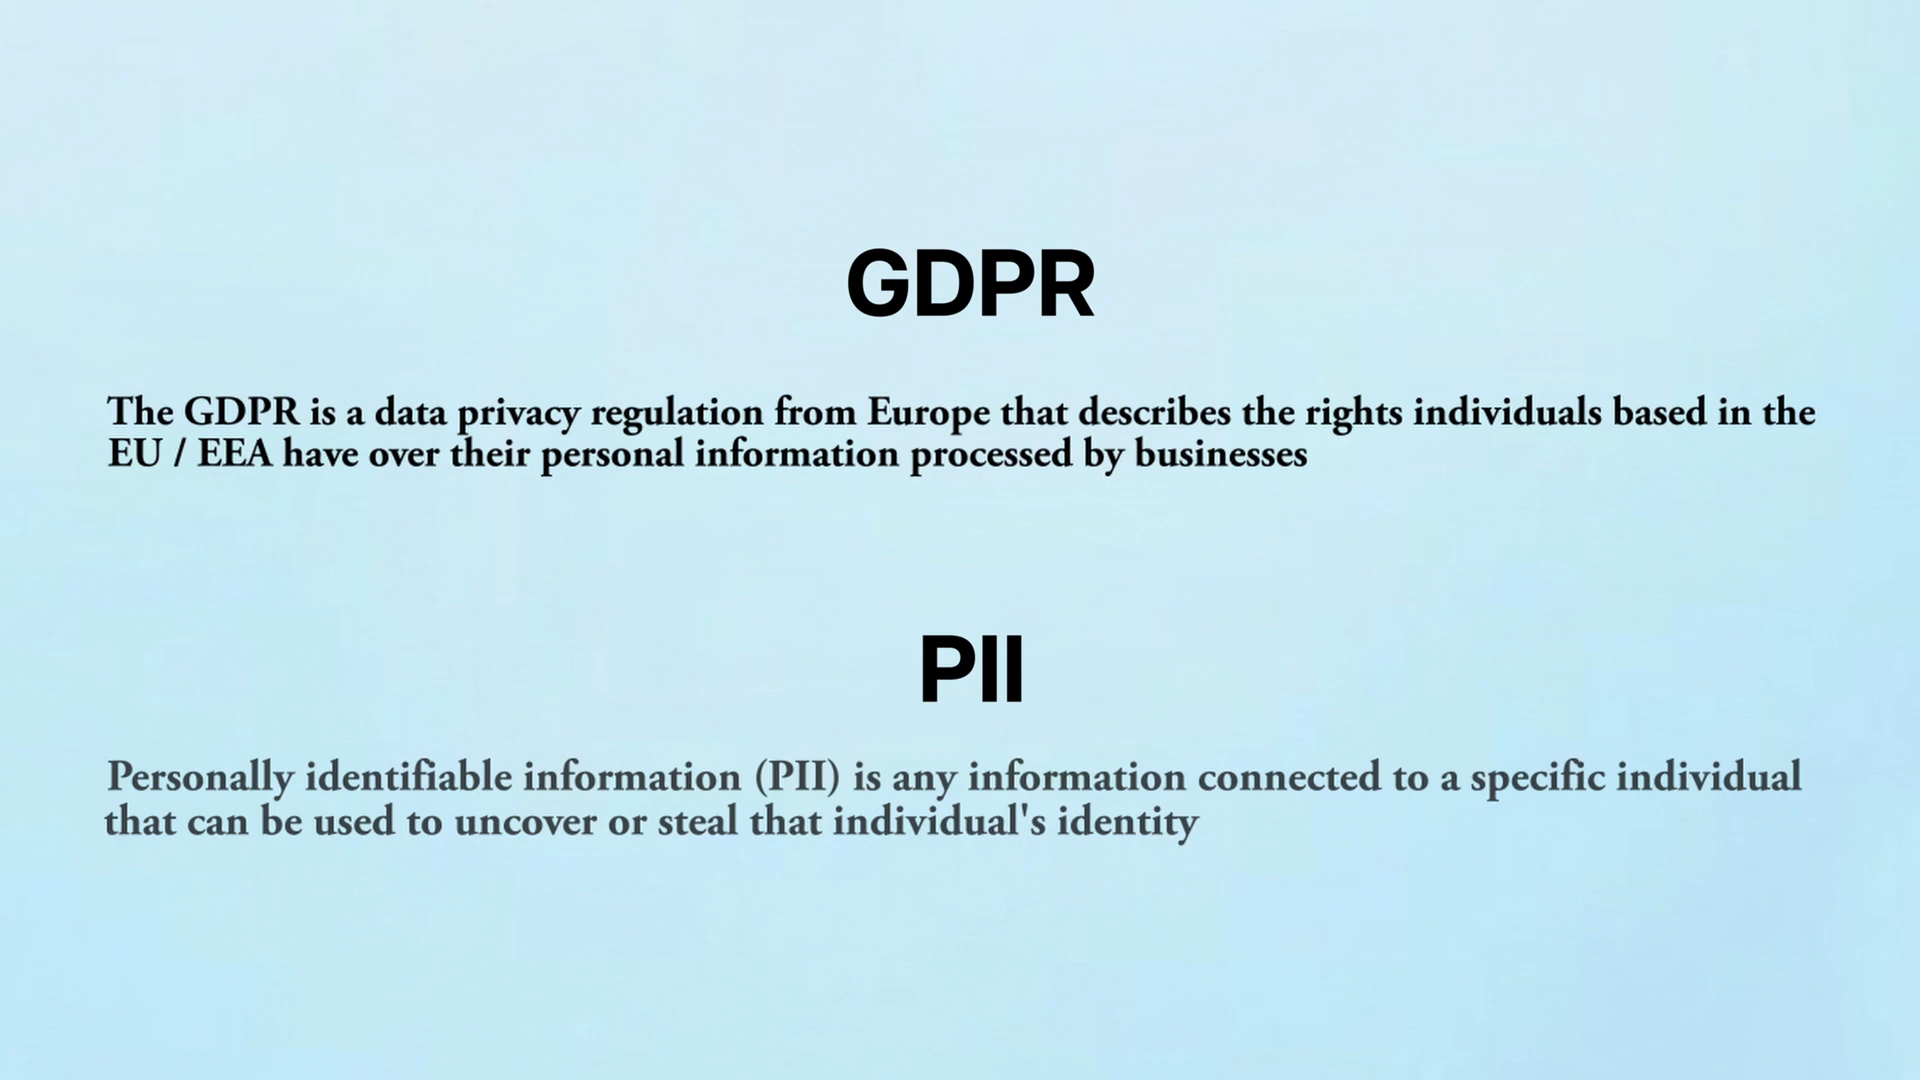 GDPR
The GDPR is a data privacy regulation from Europe that describes the rights individuals based in the
EU / EEA have over their personal information processed by businesses
PII
Personally identifiable information (PII) is any information connected to a specific individual
that can be used to uncover or steal that individual's identity